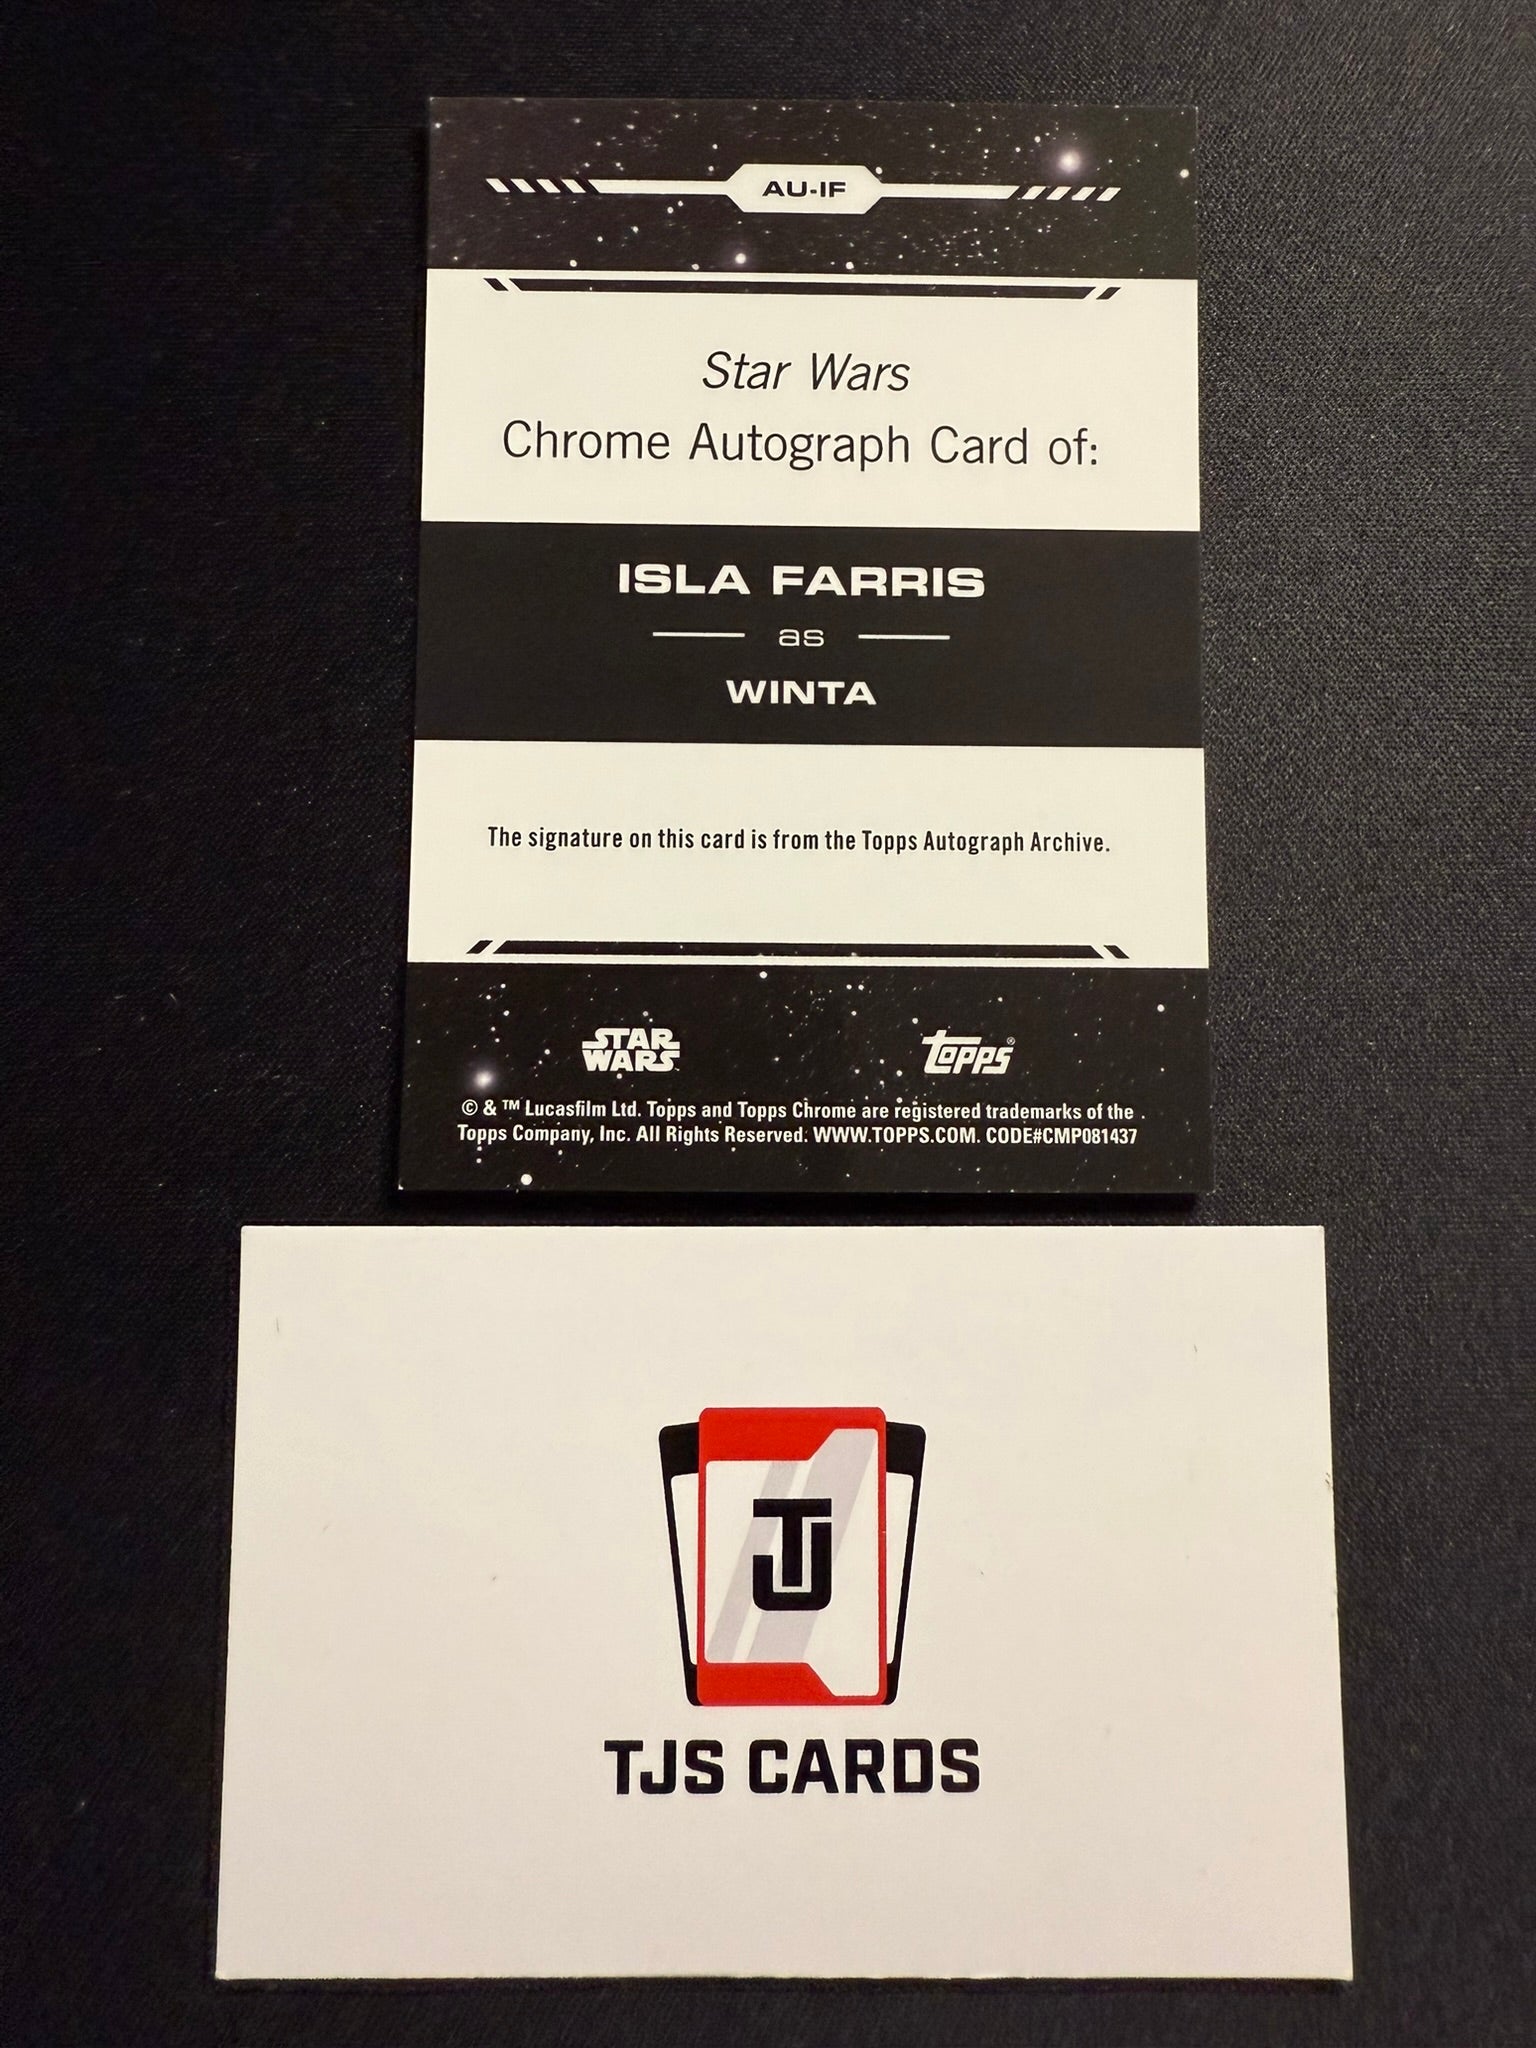 AU-IF
Star Wars
Chrome Autograph Card of:
ISLA FARRIS
as
WINTA
The signature on this card is from the Topps Autograph Archive.
STAR WARS
Topps®
© & ™ Lucasfilm Ltd. Topps and Topps Chrome are registered trademarks of the
Topps Company, Inc. All Rights Reserved. WWW.TOPPS.COM. CODE#CMP081437
TJ
TJS CARDS